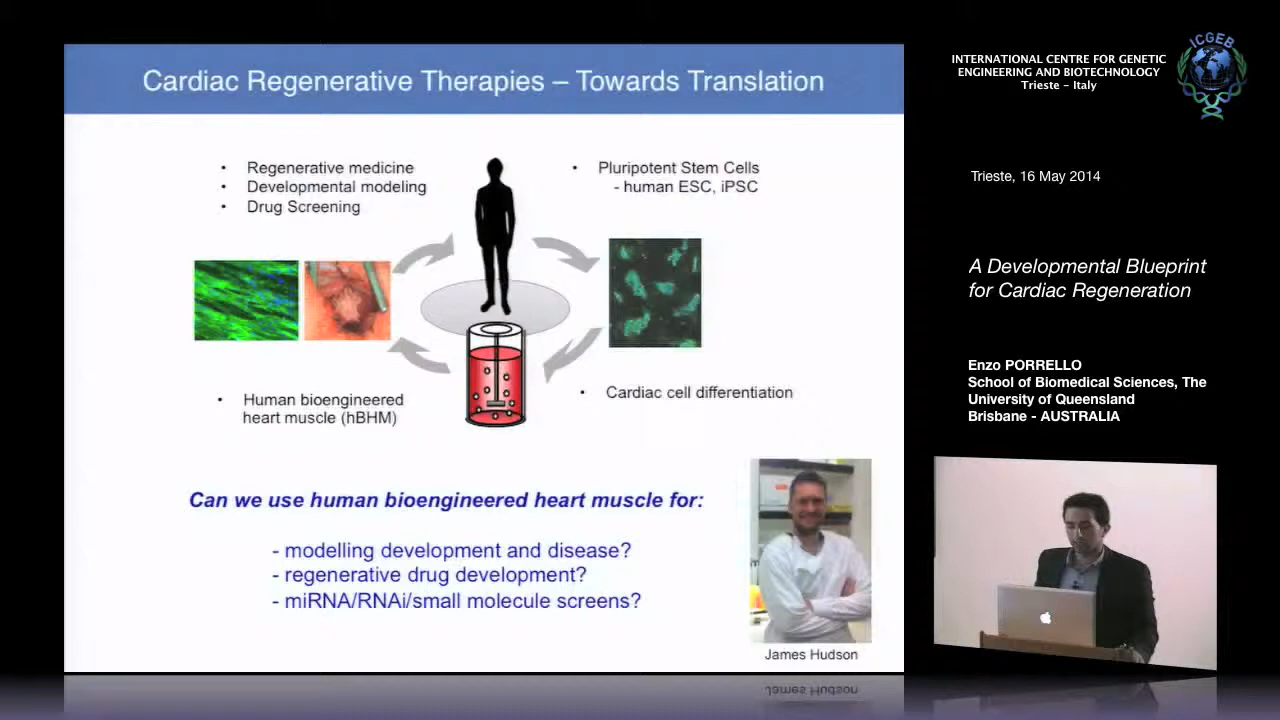 Cardiac Regenerative Therapies – Towards Translation
• Regenerative medicine
• Developmental modeling
• Drug Screening
• Pluripotent Stem Cells
- human ESC, iPSC
• Human bioengineered
heart muscle (hBHM)
• Cardiac cell differentiation
Can we use human bioengineered heart muscle for:
- modelling development and disease?
- regenerative drug development?
- miRNA/RNAi/small molecule screens?
James Hudson
INTERNATIONAL CENTRE FOR GENETIC
ENGINEERING AND BIOTECHNOLOGY
Trieste – Italy
ICGEB
Trieste, 16 May 2014
A Developmental Blueprint
for Cardiac Regeneration
Enzo PORRELLO
School of Biomedical Sciences, The
University of Queensland
Brisbane - AUSTRALIA